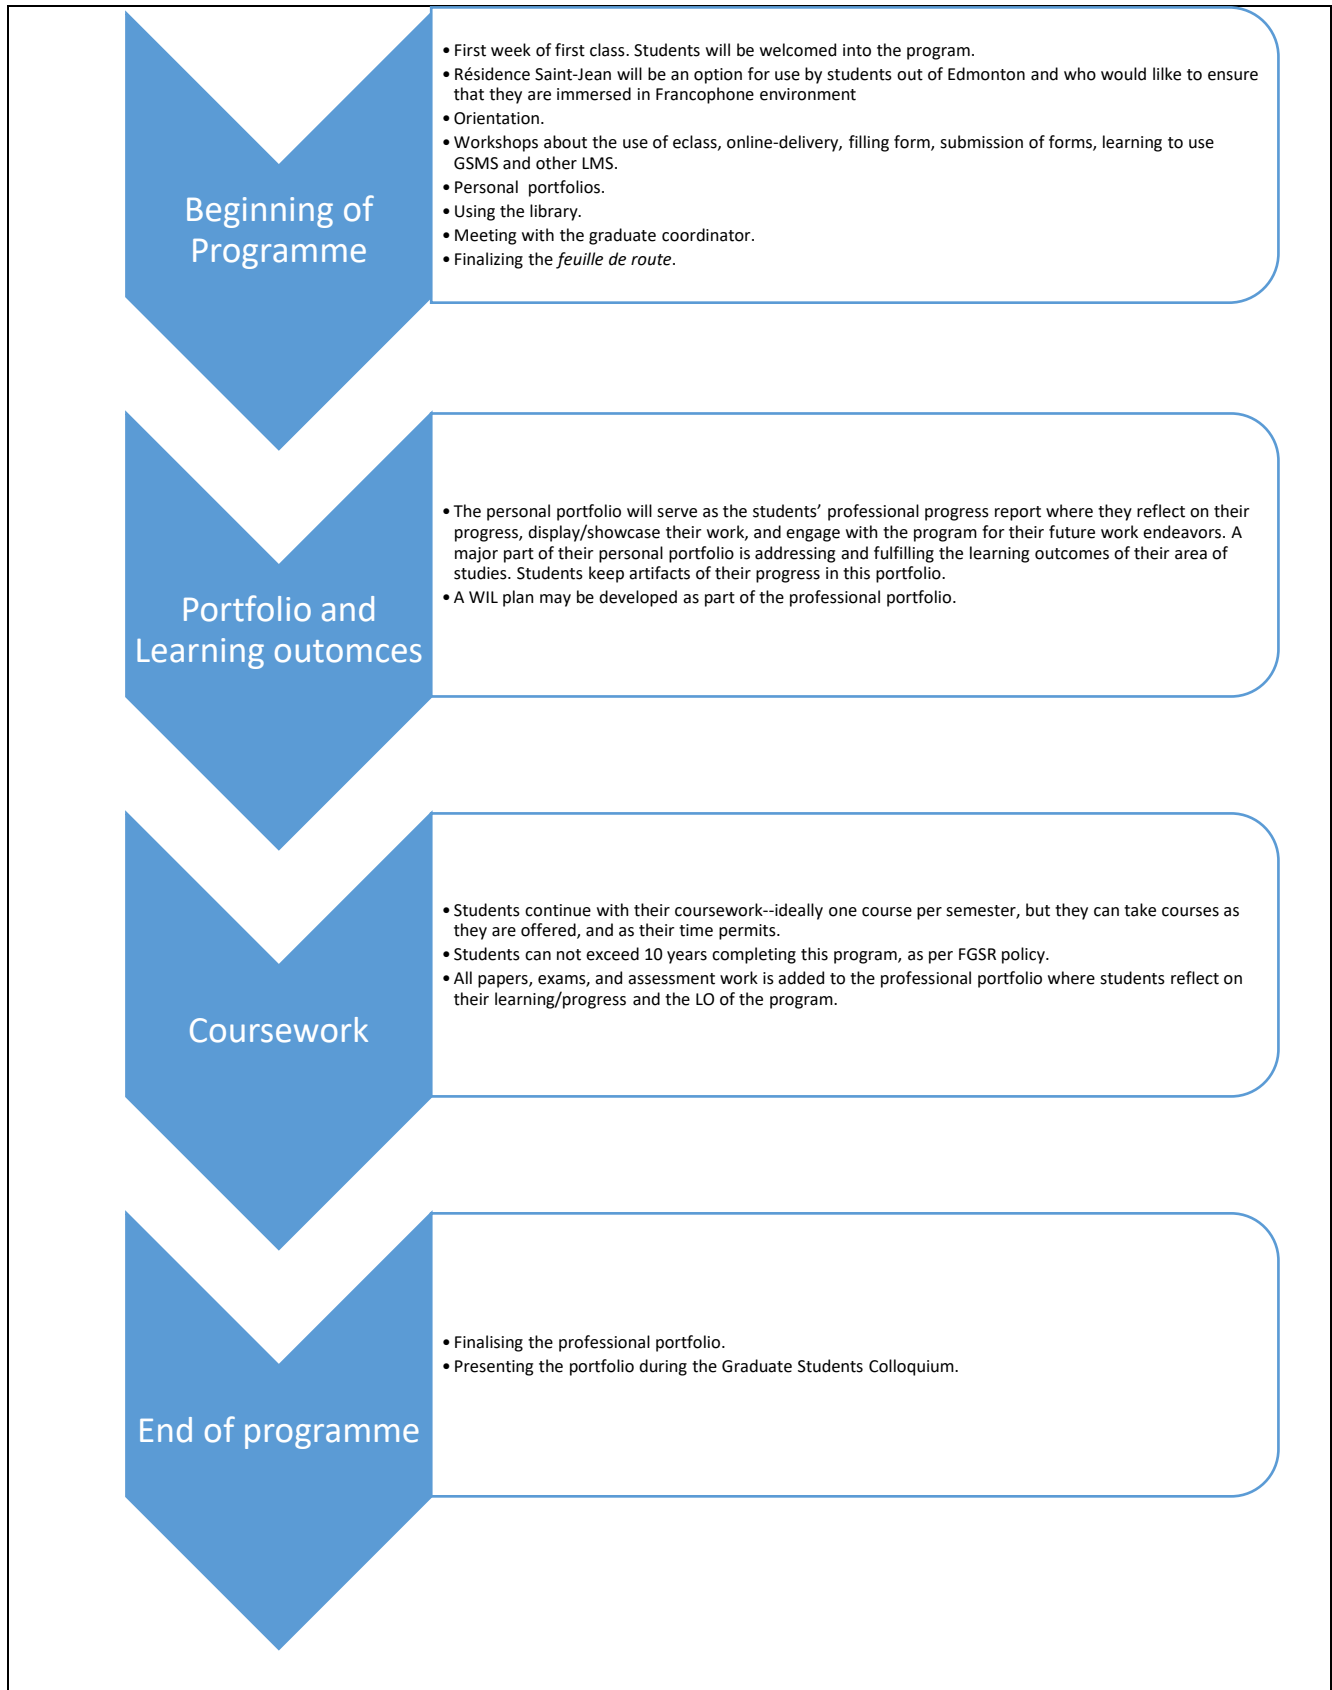 Beginning of
Programme
• First week of first class. Students will be welcomed into the program.
• Résidence Saint-Jean will be an option for use by students out of Edmonton and who would lilke to ensure
that they are immersed in Francophone environment
• Orientation.
• Workshops about the use of eclass, online-delivery, filling form, submission of forms, learning to use
GSMS and other LMS.
• Personal  portfolios.
• Using the library.
• Meeting with the graduate coordinator.
• Finalizing the feuille de route.
Portfolio and
Learning outomces
• The personal portfolio will serve as the students’ professional progress report where they reflect on their
progress, display/showcase their work, and engage with the program for their future work endeavors. A
major part of their personal portfolio is addressing and fulfilling the learning outcomes of their area of
studies. Students keep artifacts of their progress in this portfolio.
• A WIL plan may be developed as part of the professional portfolio.
Coursework
• Students continue with their coursework--ideally one course per semester, but they can take courses as
they are offered, and as their time permits.
• Students can not exceed 10 years completing this program, as per FGSR policy.
• All papers, exams, and assessment work is added to the professional portfolio where students reflect on
their learning/progress and the LO of the program.
End of programme
• Finalising the professional portfolio.
• Presenting the portfolio during the Graduate Students Colloquium.